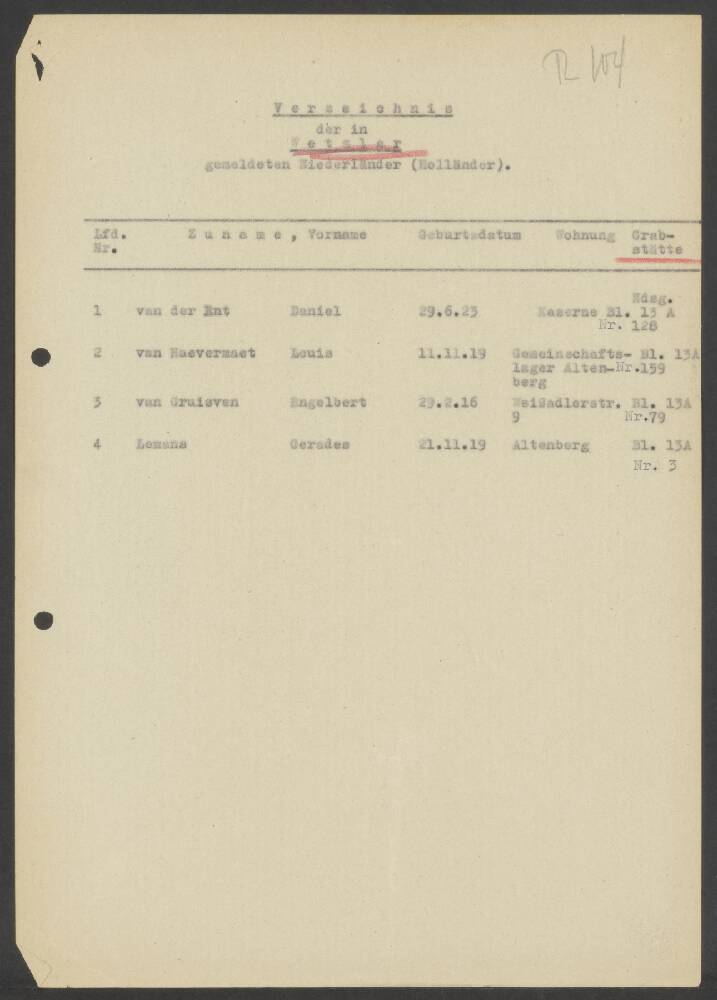 R 104
Verzeichnis
der in
Wetzlar
gemeldeten Niederländer (Holländer).
Lfd. Zuname, Vorname Geburtsdatum Wohnung Grab-
Nr. stätte
Ndsg.
1 van der Ent Daniel 29.6.23 Kaserne Bl. 13 A
Nr. 128
2 van Haevermaet Louis 11.11.19 Gemeinschafts- Bl. 13A
lager Alten- Nr.159
berg
3 van Gruisven Engelbert 29.2.16 Weißadlerstr. Bl. 13A
9 Nr.79
4 Lemans Gerades 21.11.19 Altenberg Bl. 13A
Nr. 3